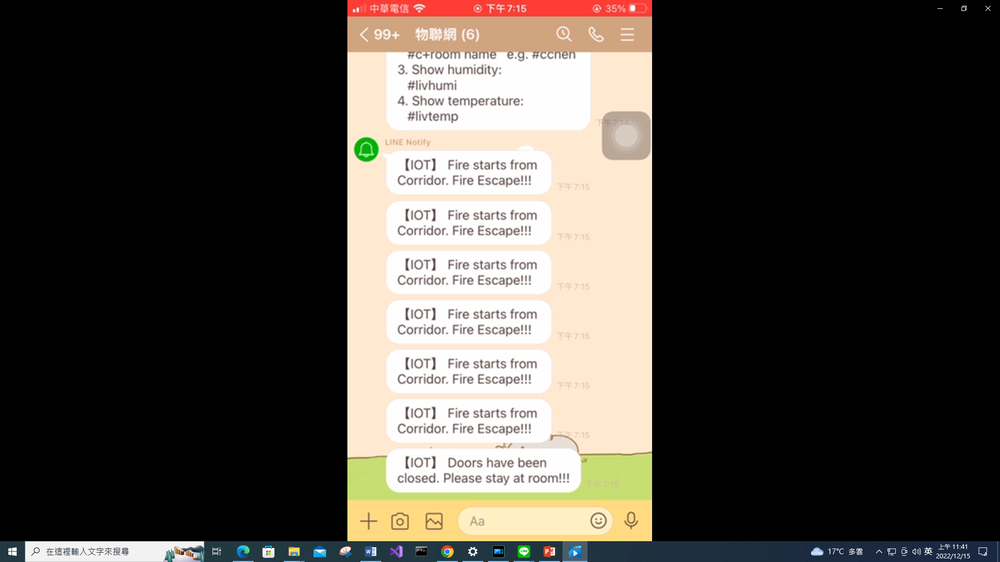 中華電信
下午 7:15
35%
99+
物聯網 (6)
#c+room name e.g. #cchen
3. Show humidity:
#livhumi
4. Show temperature:
#livtemp
下午 7:14
LINE Notify
【IOT】 Fire starts from
Corridor. Fire Escape!!!
下午 7:15
【IOT】 Fire starts from
Corridor. Fire Escape!!!
下午 7:15
【IOT】 Fire starts from
Corridor. Fire Escape!!!
下午 7:15
【IOT】 Fire starts from
Corridor. Fire Escape!!!
下午 7:15
【IOT】 Fire starts from
Corridor. Fire Escape!!!
下午 7:15
【IOT】 Fire starts from
Corridor. Fire Escape!!!
下午 7:15
【IOT】 Doors have been
closed. Please stay at room!!!
下午 7:15
Aa
在這裡輸入文字來搜尋
17°C 多雲
英
上午 11:41
2022/12/15